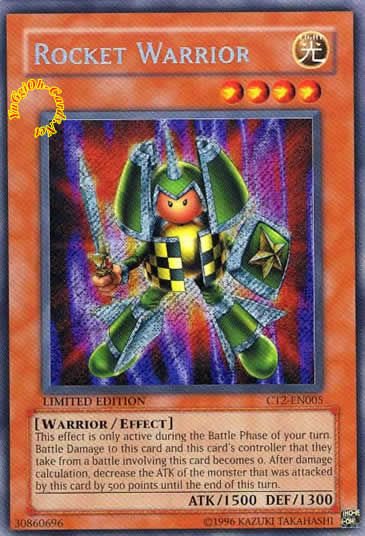 ROCKET WARRIOR
光
YuGgiOh-Cards.Net
LIMITED EDITION
CT2-EN005
[WARRIOR / EFFECT]
This effect is only active during the Battle Phase of your turn.
Battle Damage to this card and this card's controller that they
take from a battle involving this card becomes 0. After damage
calculation, decrease the ATK of the monster that was attacked
by this card by 500 points until the end of this turn.
ATK/1500 DEF/1300
30860696
©1996 KAZUKI TAKAHASHI